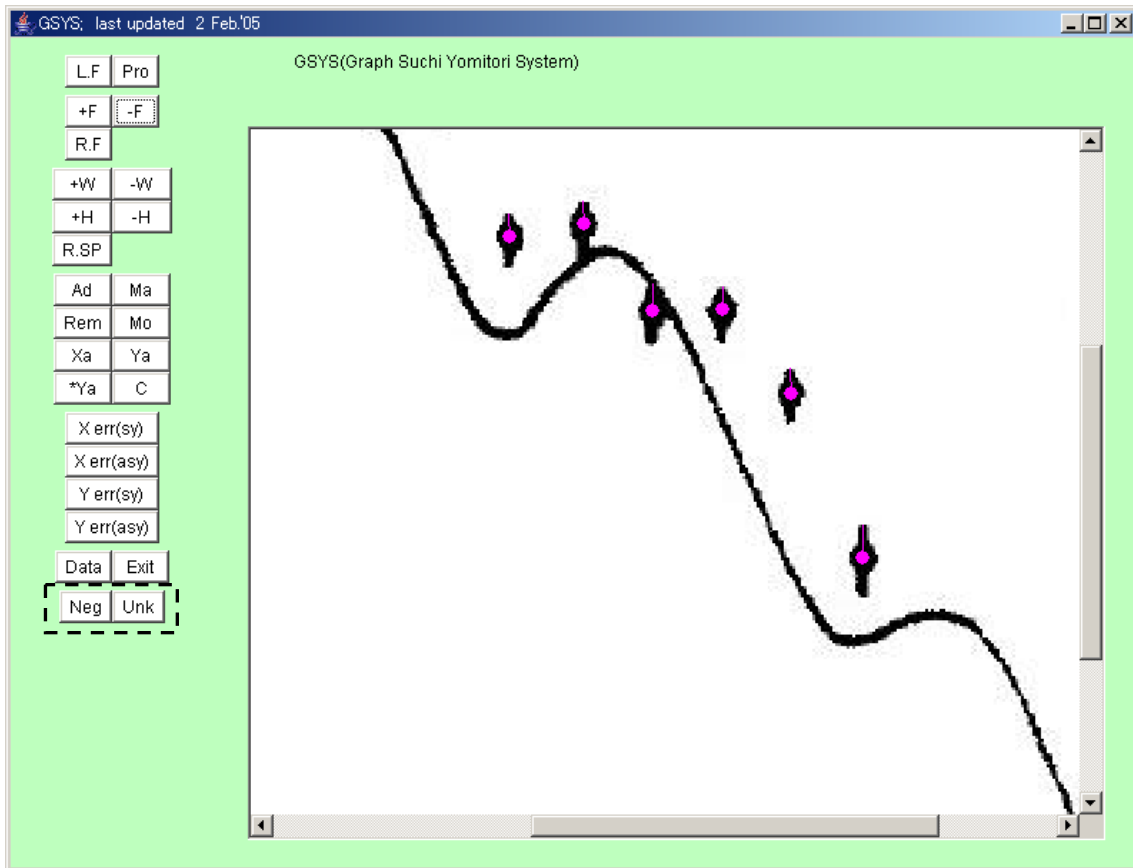 GSYS; last updated 2 Feb.'05
GSYS(Graph Suchi Yomitori System)
L.F Pro
+F -F
R.F
+W -W
+H -H
R.SP
Ad Ma
Rem Mo
Xa Ya
*Ya C
X err(sy)
X err(asy)
Y err(sy)
Y err(asy)
Data Exit
Neg Unk